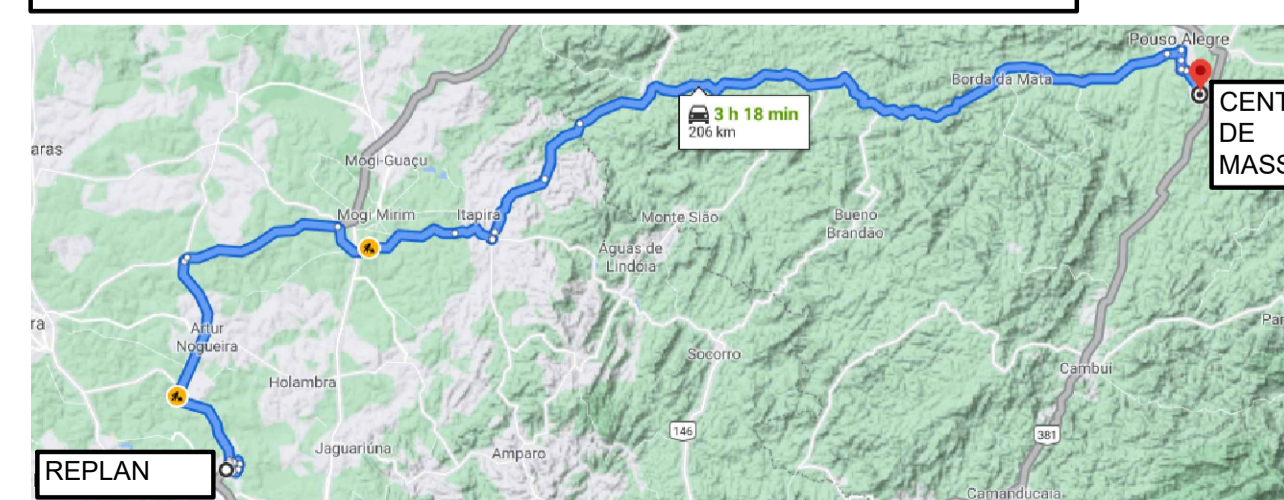 Pouso Alegre
Borda da Mata
3 h 18 min
206 km
CENT
DE
MASS
aras
Mogi-Guaçu
Mogi Mirim
Itapira
Monte Sião
Bueno
Brandão
Águas de
Lindoia
ra
Artur
Nogueira
Holambra
Socorro
Cambuí
Par
146
381
Jaguariúna
Amparo
REPLAN
Camanducaia